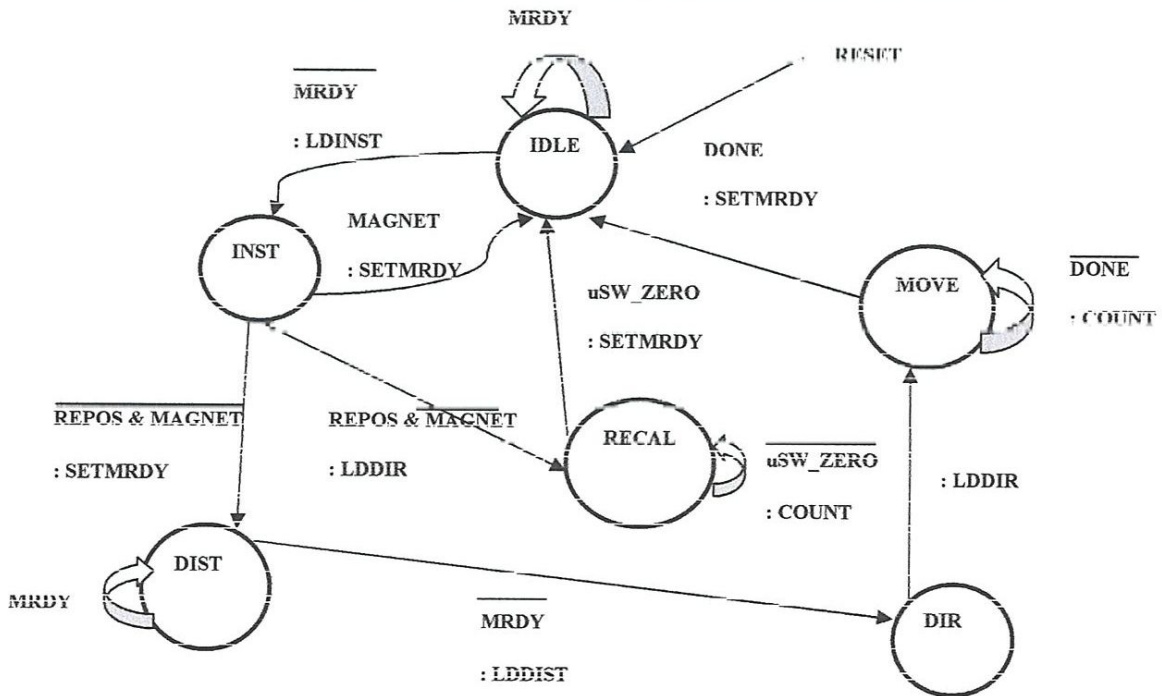 MRDY
RESET
MRDY
: LDINST
IDLE
DONE
: SETMRDY
INST
MAGNET
: SETMRDY
uSW_ZERO
: SETMRDY
MOVE
DONE
: COUNT
REPOS & MAGNET
: SETMRDY
REPOS & MAGNET
: LDDIR
RECAL
uSW_ZERO
: COUNT
: LDDIR
DIST
MRDY
MRDY
: LDDIST
DIR